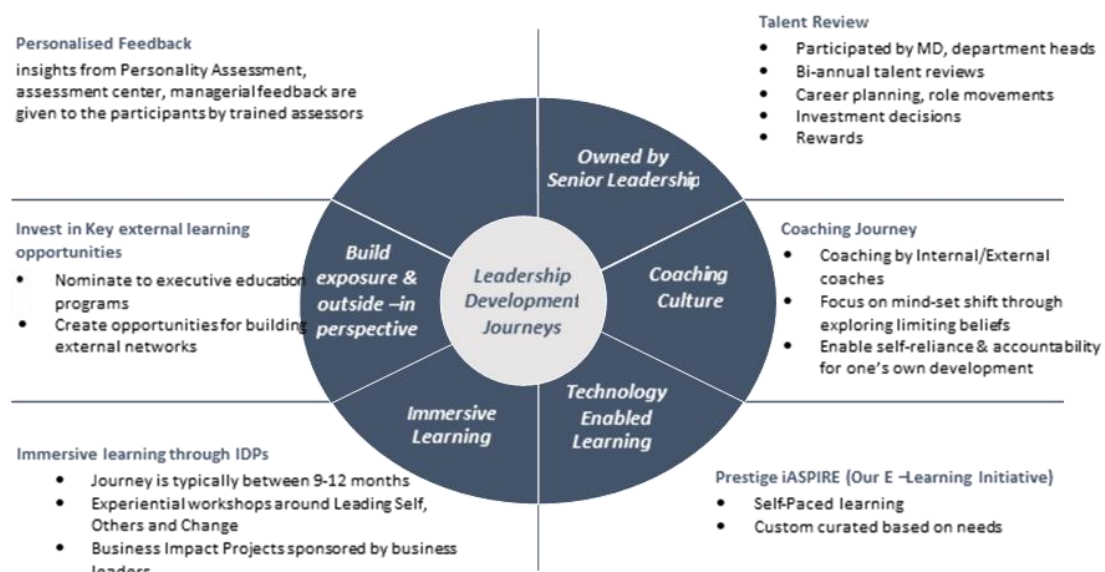 Personalised Feedback
insights from Personality Assessment,
assessment center, managerial feedback are
given to the participants by trained assessors
Talent Review
• Participated by MD, department heads
• Bi-annual talent reviews
• Career planning, role movements
• Investment decisions
• Rewards
Owned by
Senior Leadership
Invest in Key external learning
opportunities
• Nominate to executive education
programs
• Create opportunities for building
external networks
Build
exposure &
outside –in
perspective
Leadership
Development
Journeys
Coaching
Culture
Coaching Journey
• Coaching by Internal/External
coaches
• Focus on mind-set shift through
exploring limiting beliefs
• Enable self-reliance & accountability
for one's own development
Immersive
Learning
Technology
Enabled
Learning
Immersive learning through IDPs
• Journey is typically between 9-12 months
• Experiential workshops around Leading Self,
Others and Change
• Business Impact Projects sponsored by business
leaders
Prestige iASPIRE (Our E –Learning Initiative)
• Self-Paced learning
• Custom curated based on needs